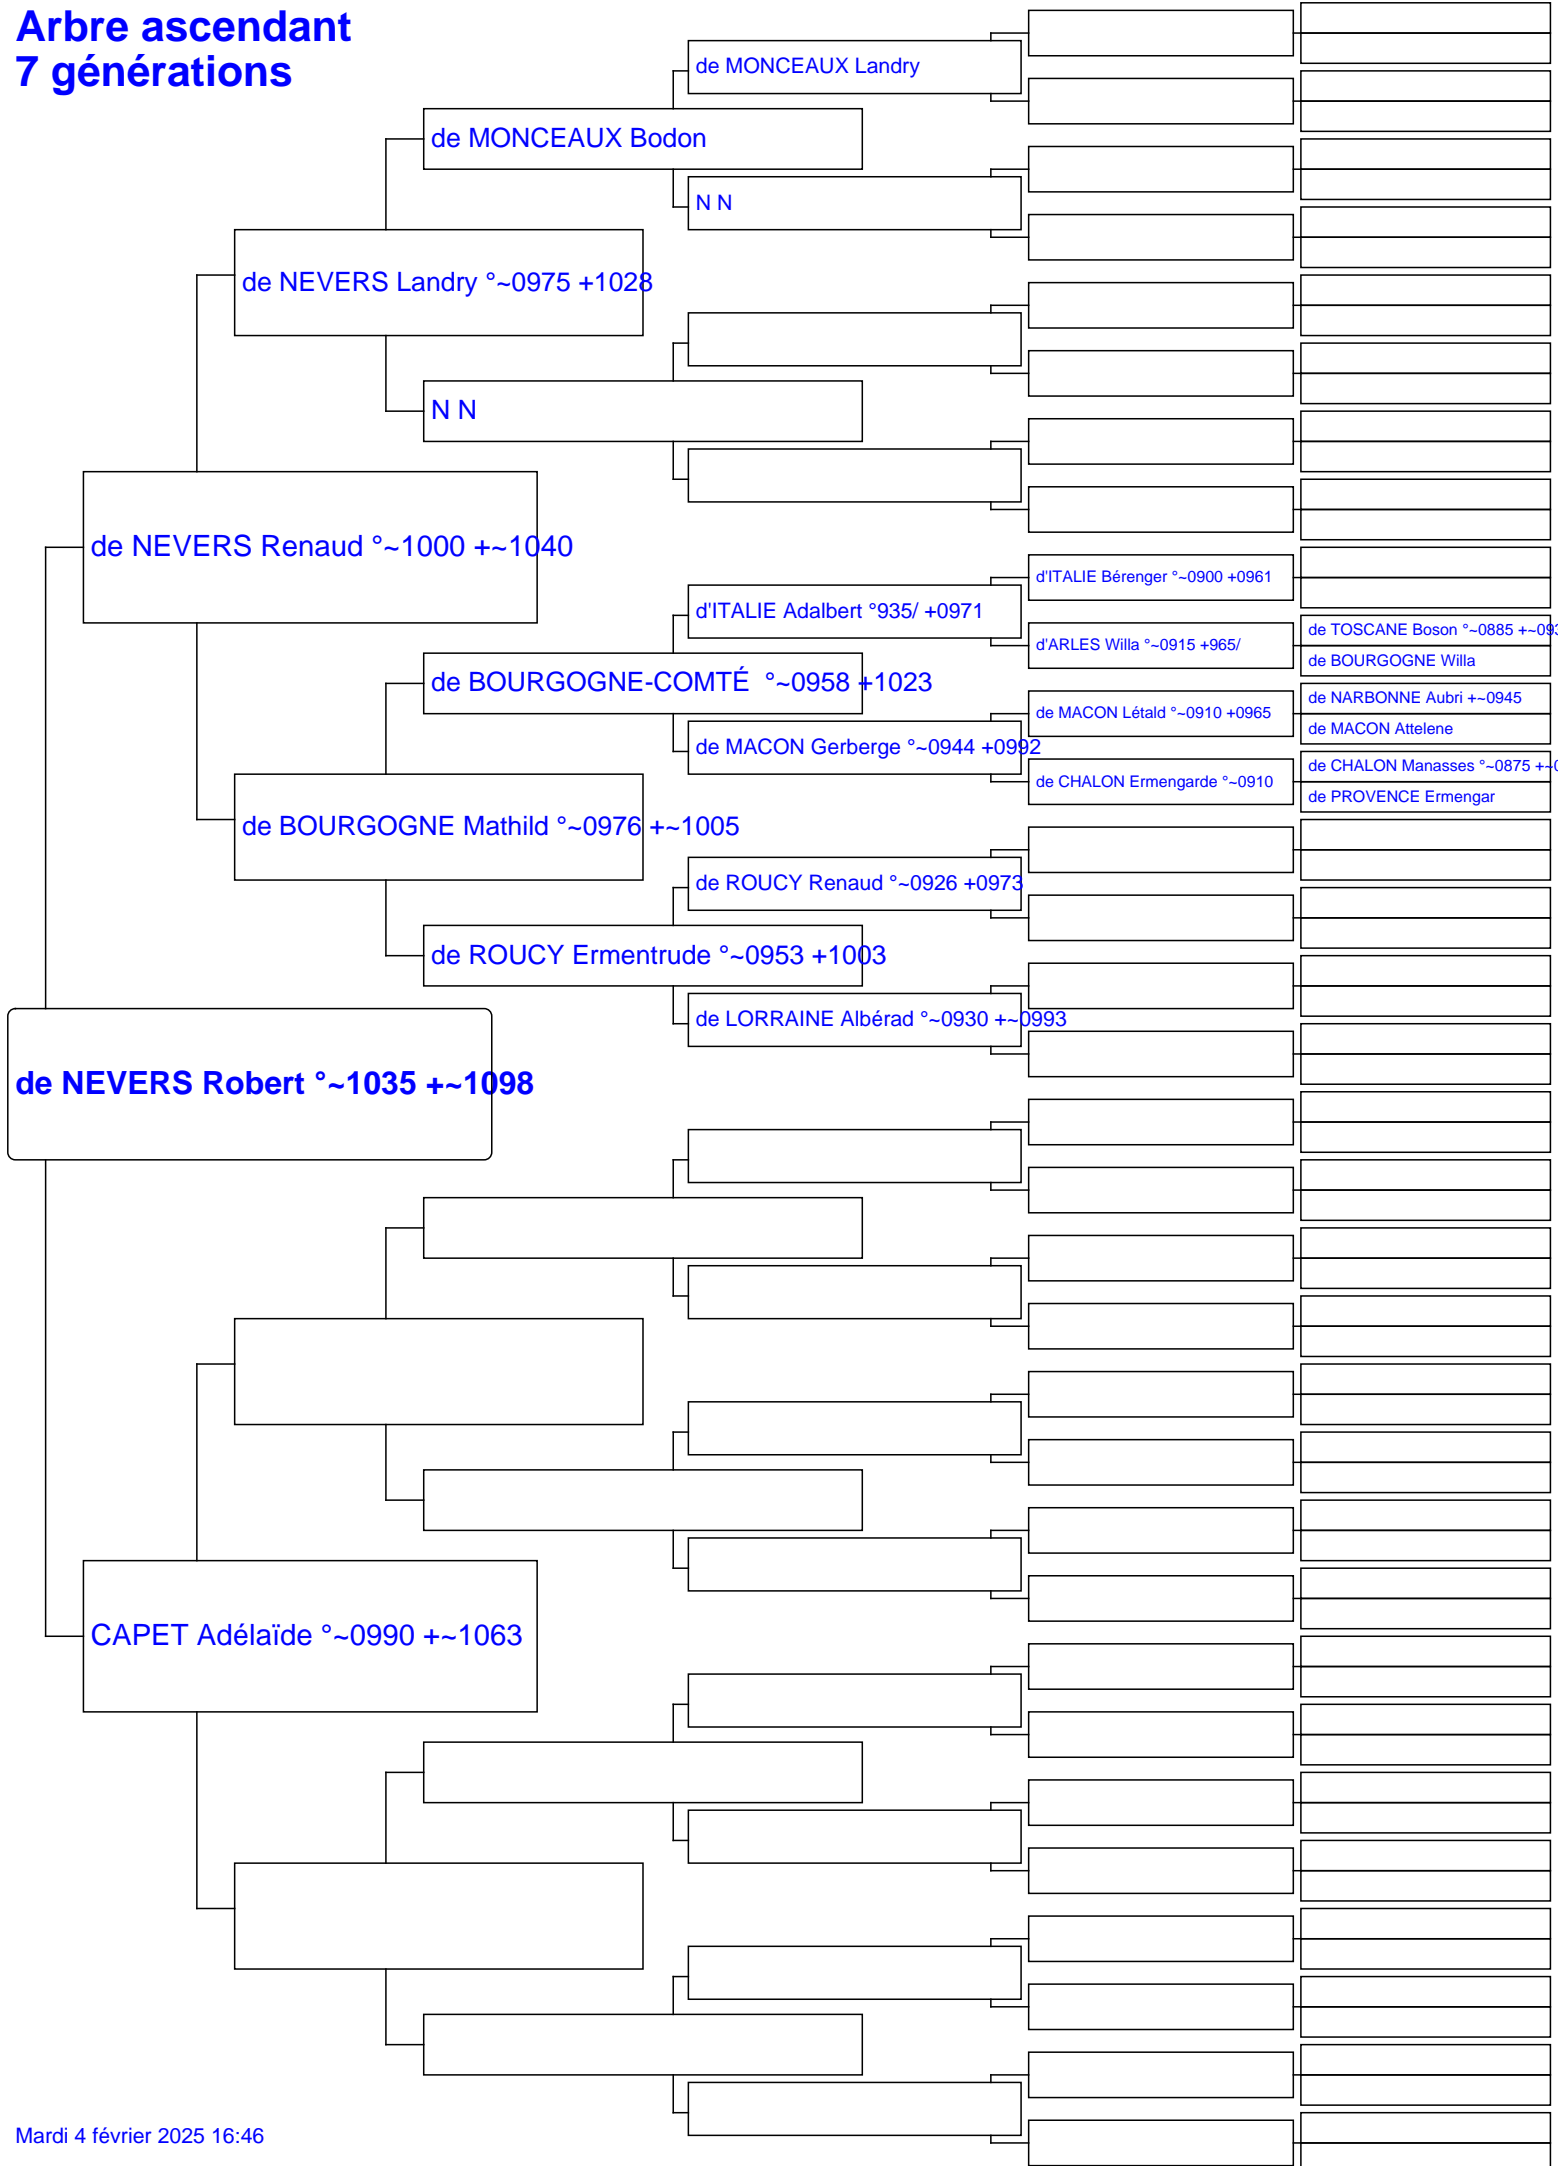 Arbre ascendant
7 générations
de MONCEAUX Landry
de MONCEAUX Bodon
N N
de NEVERS Landry °~0975 +1028
N N
de NEVERS Renaud °~1000 +~1040
d'ITALIE Bérenger °~0900 +0961
d'ITALIE Adalbert °935/ +0971
de TOSCANE Boson °~0885 +~093
d'ARLES Willa °~0915 +965/
de BOURGOGNE Willa
de BOURGOGNE-COMTÉ  °~0958 +1023
de NARBONNE Aubri +~0945
de MACON Létald °~0910 +0965
de MACON Attelene
de MACON Gerberge °~0944 +0992
de CHALON Manasses °~0875 +~0
de CHALON Ermengarde °~0910
de PROVENCE Ermengar
de BOURGOGNE Mathild °~0976 +~1005
de ROUCY Renaud °~0926 +0973
de ROUCY Ermentrude °~0953 +1003
de LORRAINE Albérad °~0930 +~0993
de NEVERS Robert °~1035 +~1098
CAPET Adélaïde °~0990 +~1063
Mardi 4 février 2025 16:46